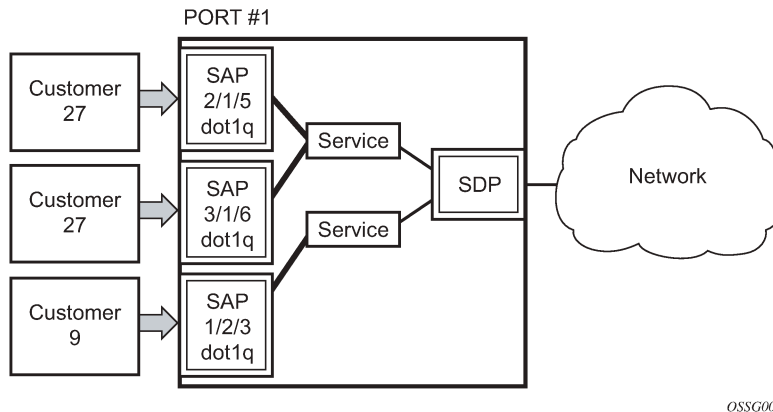 PORT #1
Customer
27
SAP
2/1/5
dot1q
Service
Customer
27
SAP
3/1/6
dot1q
SDP
Network
Service
Customer
9
SAP
1/2/3
dot1q
OSSG00